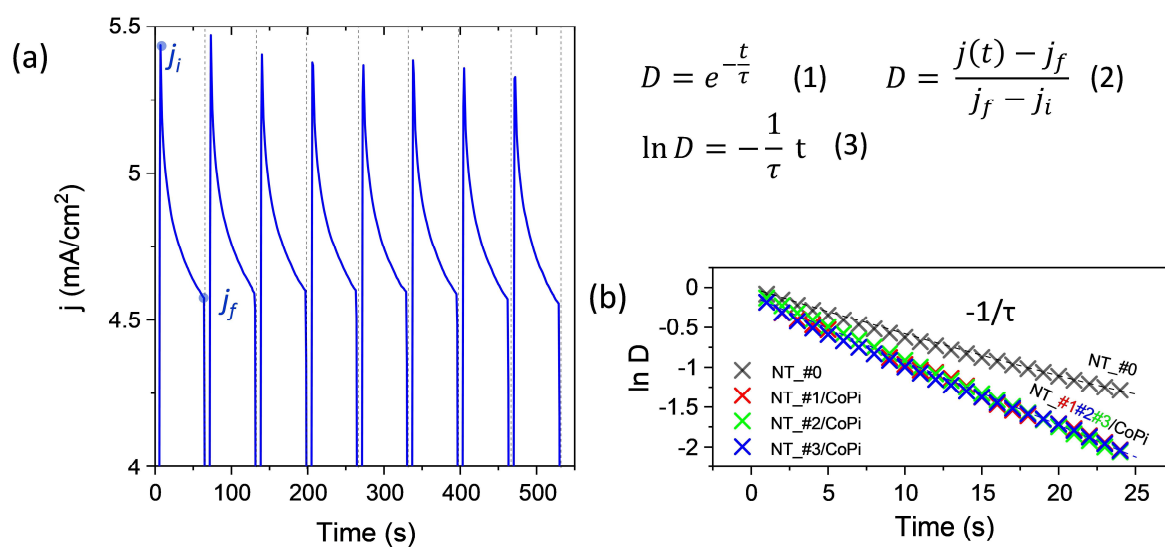 (a)
5.5
5
4.5
4
j (mA/cm²)
j_i
j_f
0 100 200 300 400 500
Time (s)
D = e^{-\frac{t}{τ}} (1) D = \frac{j(t) − j_f}{j_f − j_i} (2)
ln D = −\frac{1}{τ} t (3)
(b)
0
-0.5
-1
-1.5
-2
ln D
-1/τ
NT_#0
NT_#1#2#3/CoPi
NT_#0
NT_#1/CoPi
NT_#2/CoPi
NT_#3/CoPi
0 5 10 15 20 25
Time (s)